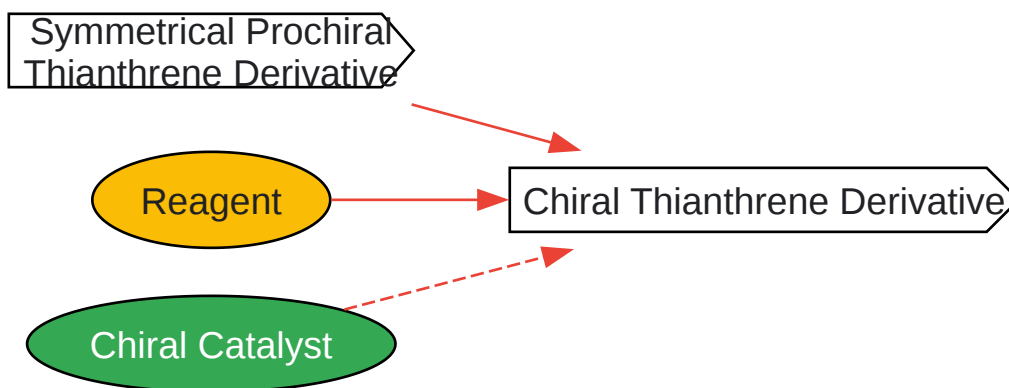 Symmetrical Prochiral
Thianthrene Derivative
Reagent
Chiral Thianthrene Derivative
Chiral Catalyst